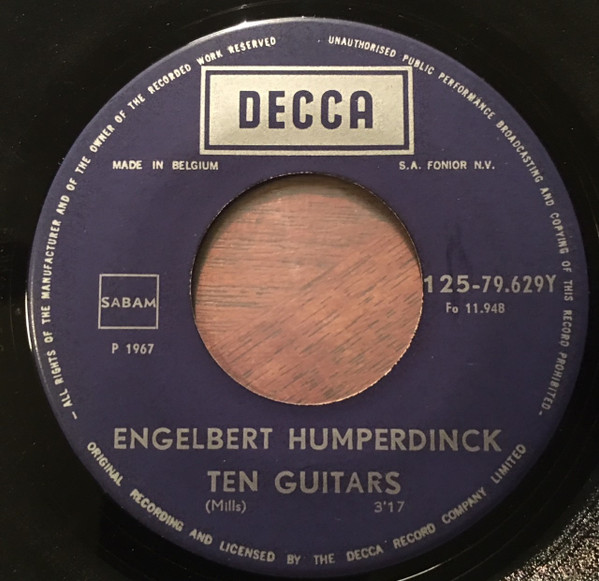 — ALL RIGHTS OF THE MANUFACTURER AND OF THE OWNER OF THE RECORDED WORK RESERVED
UNAUTHORISED PUBLIC PERFORMANCE BROADCASTING AND COPYING OF THIS RECORD PROHIBITED.-
DECCA
MADE IN BELGIUM
S.A. FONIOR N.V.
SABAM
P 1967
125-79.629Y
Fo 11.948
ENGELBERT HUMPERDINCK
TEN GUITARS
(Mills) 3'17
ORIGINAL RECORDING AND LICENSED BY THE DECCA RECORD COMPANY LIMITED